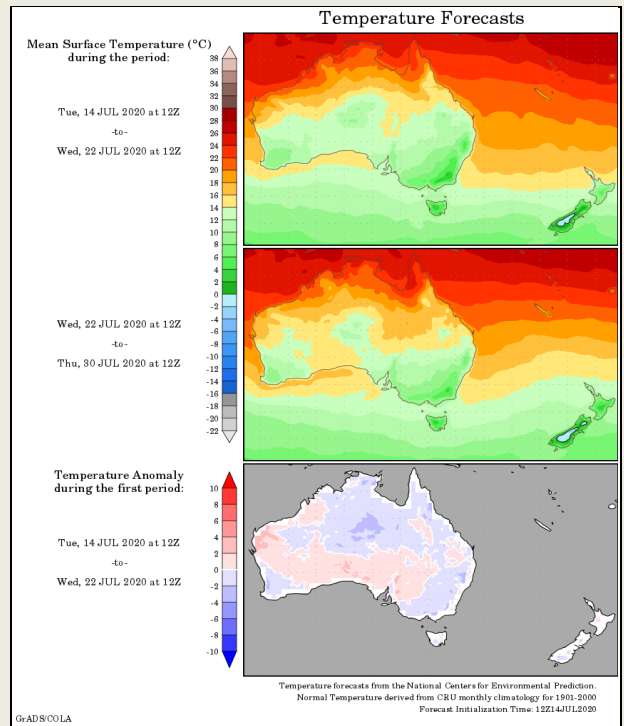 Temperature Forecasts
Mean Surface Temperature (°C)
during the period:
38
36
34
32
30
28
26
24
22
20
18
16
14
12
10
8
6
4
2
0
-2
-4
-6
-8
-10
-12
-14
-16
-18
-20
-22
Tue, 14 JUL 2020 at 12Z
-to-
Wed, 22 JUL 2020 at 12Z
Wed, 22 JUL 2020 at 12Z
-to-
Thu, 30 JUL 2020 at 12Z
Temperature Anomaly
during the first period:
10
8
6
4
2
0
-2
-4
-6
-8
-10
Tue, 14 JUL 2020 at 12Z
-to-
Wed, 22 JUL 2020 at 12Z
Temperature forecasts from the National Centers for Environmental Prediction.
Normal Temperature derived from CRU monthly climatology for 1901-2000
Forecast Initialization Time: 12Z14JUL2020
GrADS/COLA